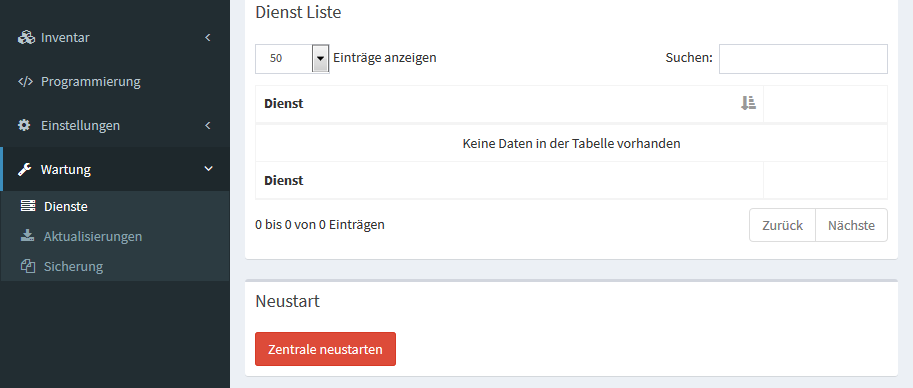 Inventar
Programmierung
Einstellungen
Wartung
Dienste
Aktualisierungen
Sicherung
Dienst Liste
50 Einträge anzeigen Suchen:
Dienst
Keine Daten in der Tabelle vorhanden
Dienst
0 bis 0 von 0 Einträgen Zurück Nächste
Neustart
Zentrale neustarten